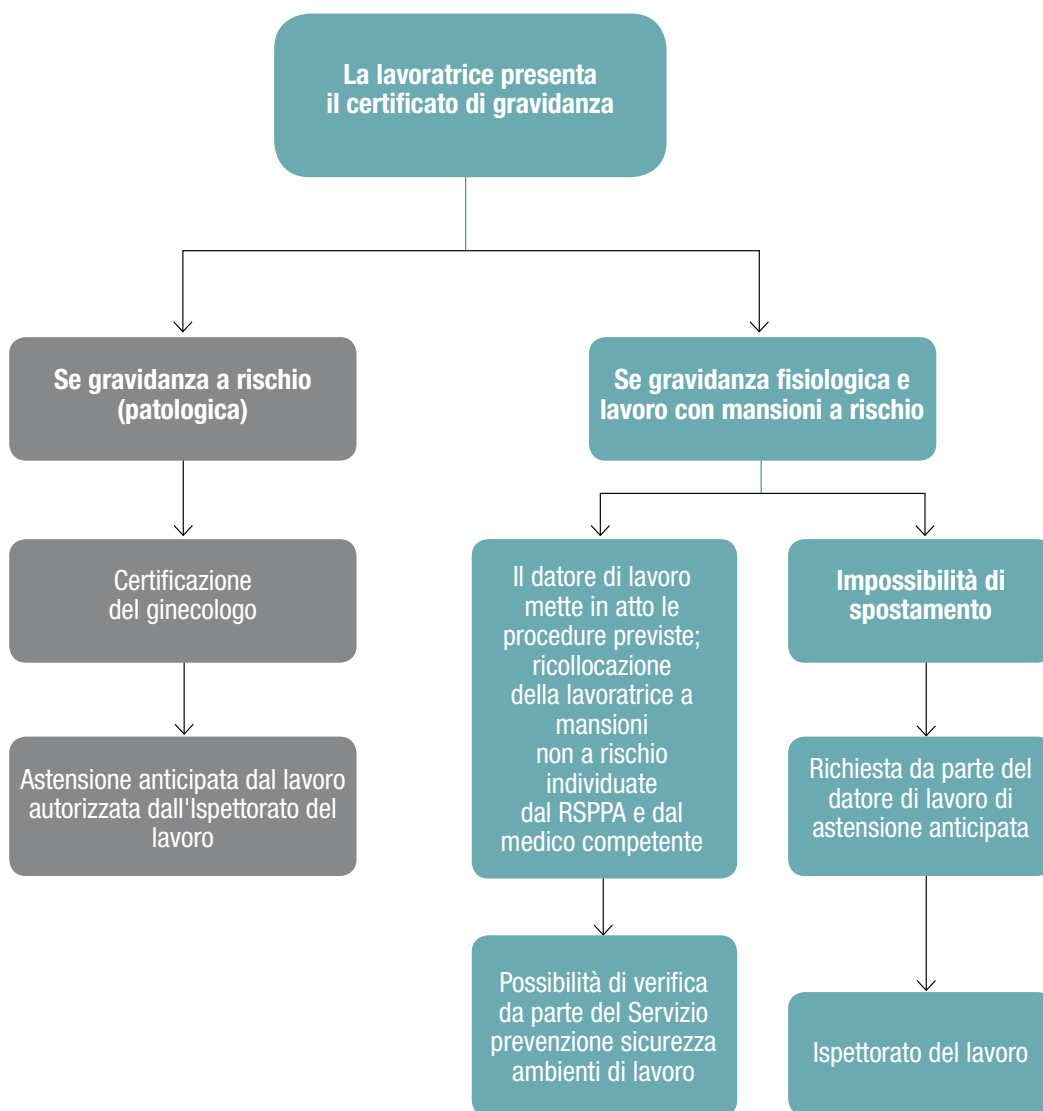 La lavoratrice presenta
il certificato di gravidanza
Se gravidanza a rischio
(patologica)
Se gravidanza fisiologica e
lavoro con mansioni a rischio
Certificazione
del ginecologo
Il datore di lavoro
mette in atto le
procedure previste;
ricollocazione
della lavoratrice a
mansioni
non a rischio
individuate
dal RSPPA e dal
medico competente
Impossibilità di
spostamento
Astensione anticipata dal lavoro
autorizzata dall'Ispettorato del
lavoro
Richiesta da parte del
datore di lavoro di
astensione anticipata
Possibilità di verifica
da parte del Servizio
prevenzione sicurezza
ambienti di lavoro
Ispettorato del lavoro